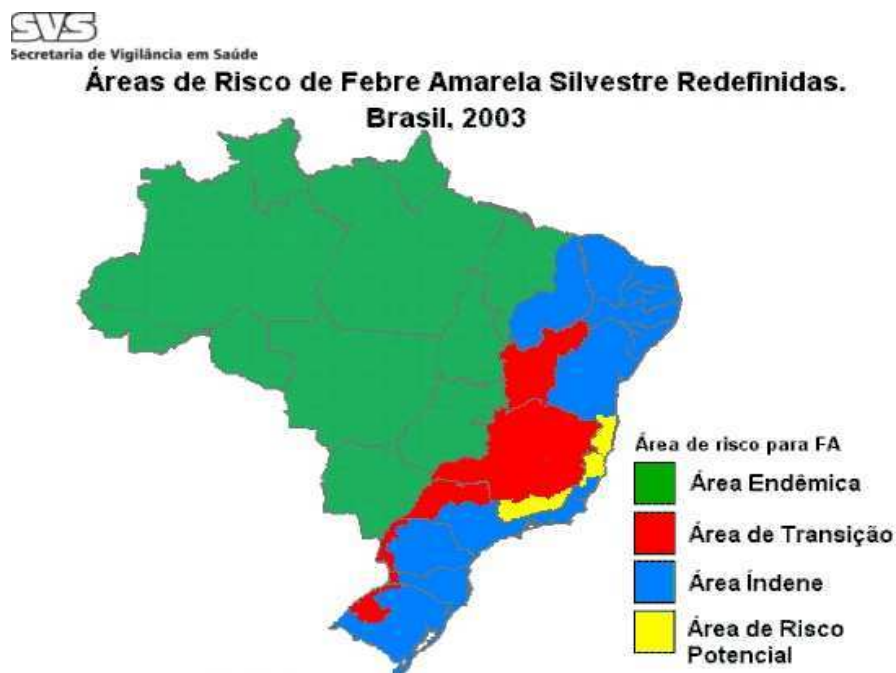 SVS
Secretaria de Vigilância em Saúde
Áreas de Risco de Febre Amarela Silvestre Redefinidas.
Brasil, 2003
Área de risco para FA
Área Endêmica
Área de Transição
Área Índene
Área de Risco
Potencial